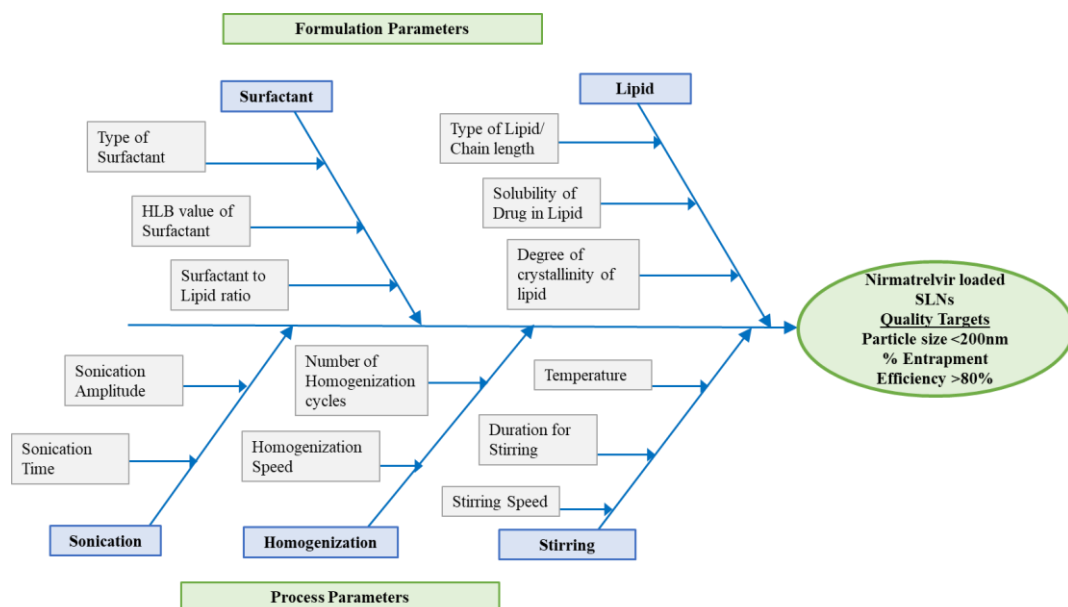 Formulation Parameters
Surfactant
Lipid
Type of
Surfactant
Type of Lipid/
Chain length
HLB value of
Surfactant
Solubility of
Drug in Lipid
Surfactant to
Lipid ratio
Degree of
crystallinity of
lipid
Nirmatrelvir loaded
SLNs
Quality Targets
Particle size <200nm
% Entrapment
Efficiency >80%
Sonication
Amplitude
Number of
Homogenization
cycles
Temperature
Sonication
Time
Homogenization
Speed
Duration for
Stirring
Stirring Speed
Sonication
Homogenization
Stirring
Process Parameters